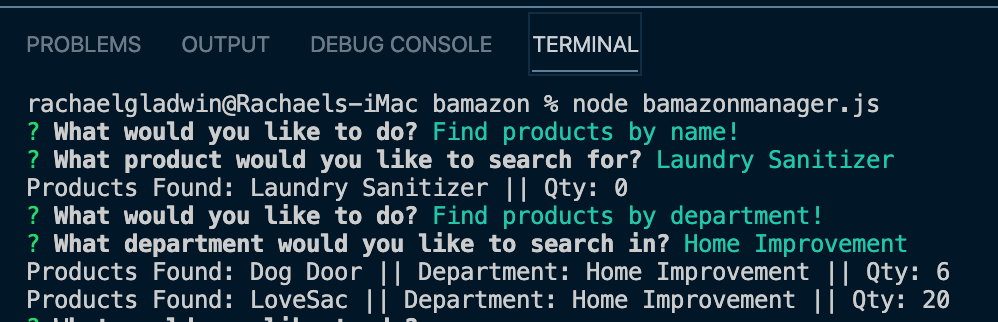 PROBLEMS OUTPUT DEBUG CONSOLE TERMINAL
rachaelgladwin@Rachaels-iMac bamazon % node bamazonmanager.js
? What would you like to do? Find products by name!
? What product would you like to search for? Laundry Sanitizer
Products Found: Laundry Sanitizer || Qty: 0
? What would you like to do? Find products by department!
? What department would you like to search in? Home Improvement
Products Found: Dog Door || Department: Home Improvement || Qty: 6
Products Found: LoveSac || Department: Home Improvement || Qty: 20